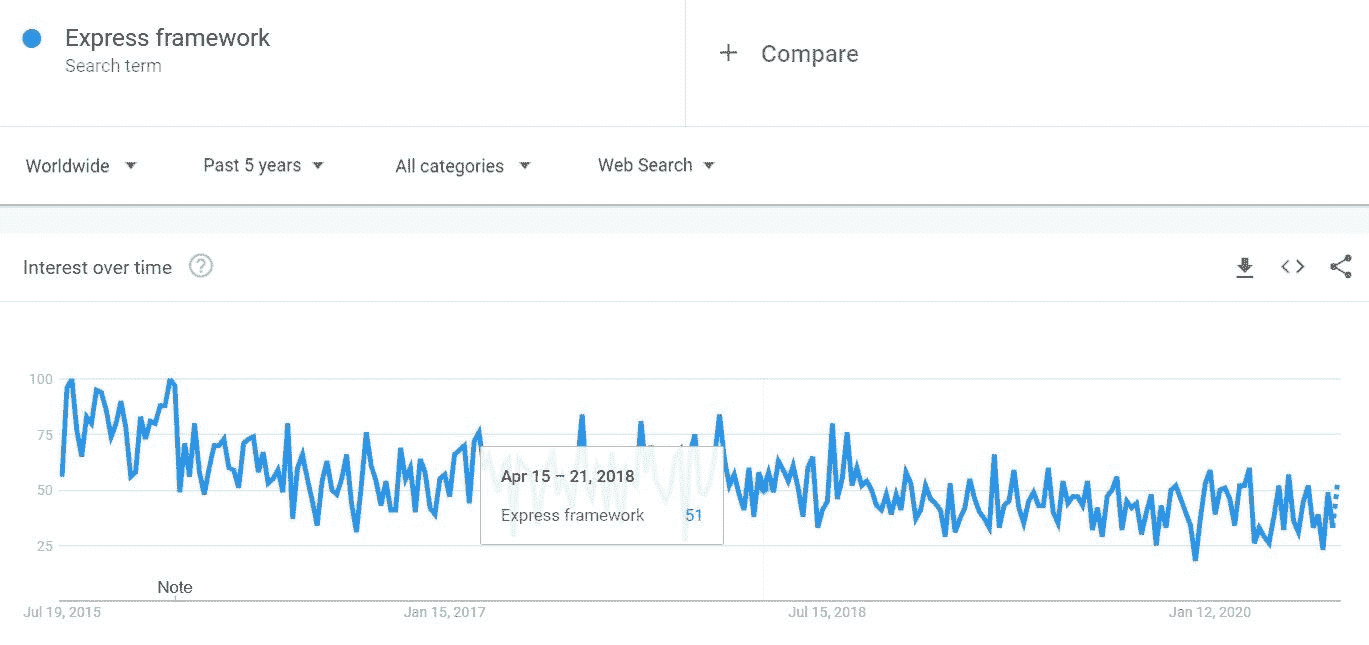 Express framework
Search term
+ Compare
Worldwide
Past 5 years
All categories
Web Search
Interest over time ?
100
75
50
25
Apr 15 – 21, 2018
Express framework 51
Note
Jul 19, 2015
Jan 15, 2017
Jul 15, 2018
Jan 12, 2020